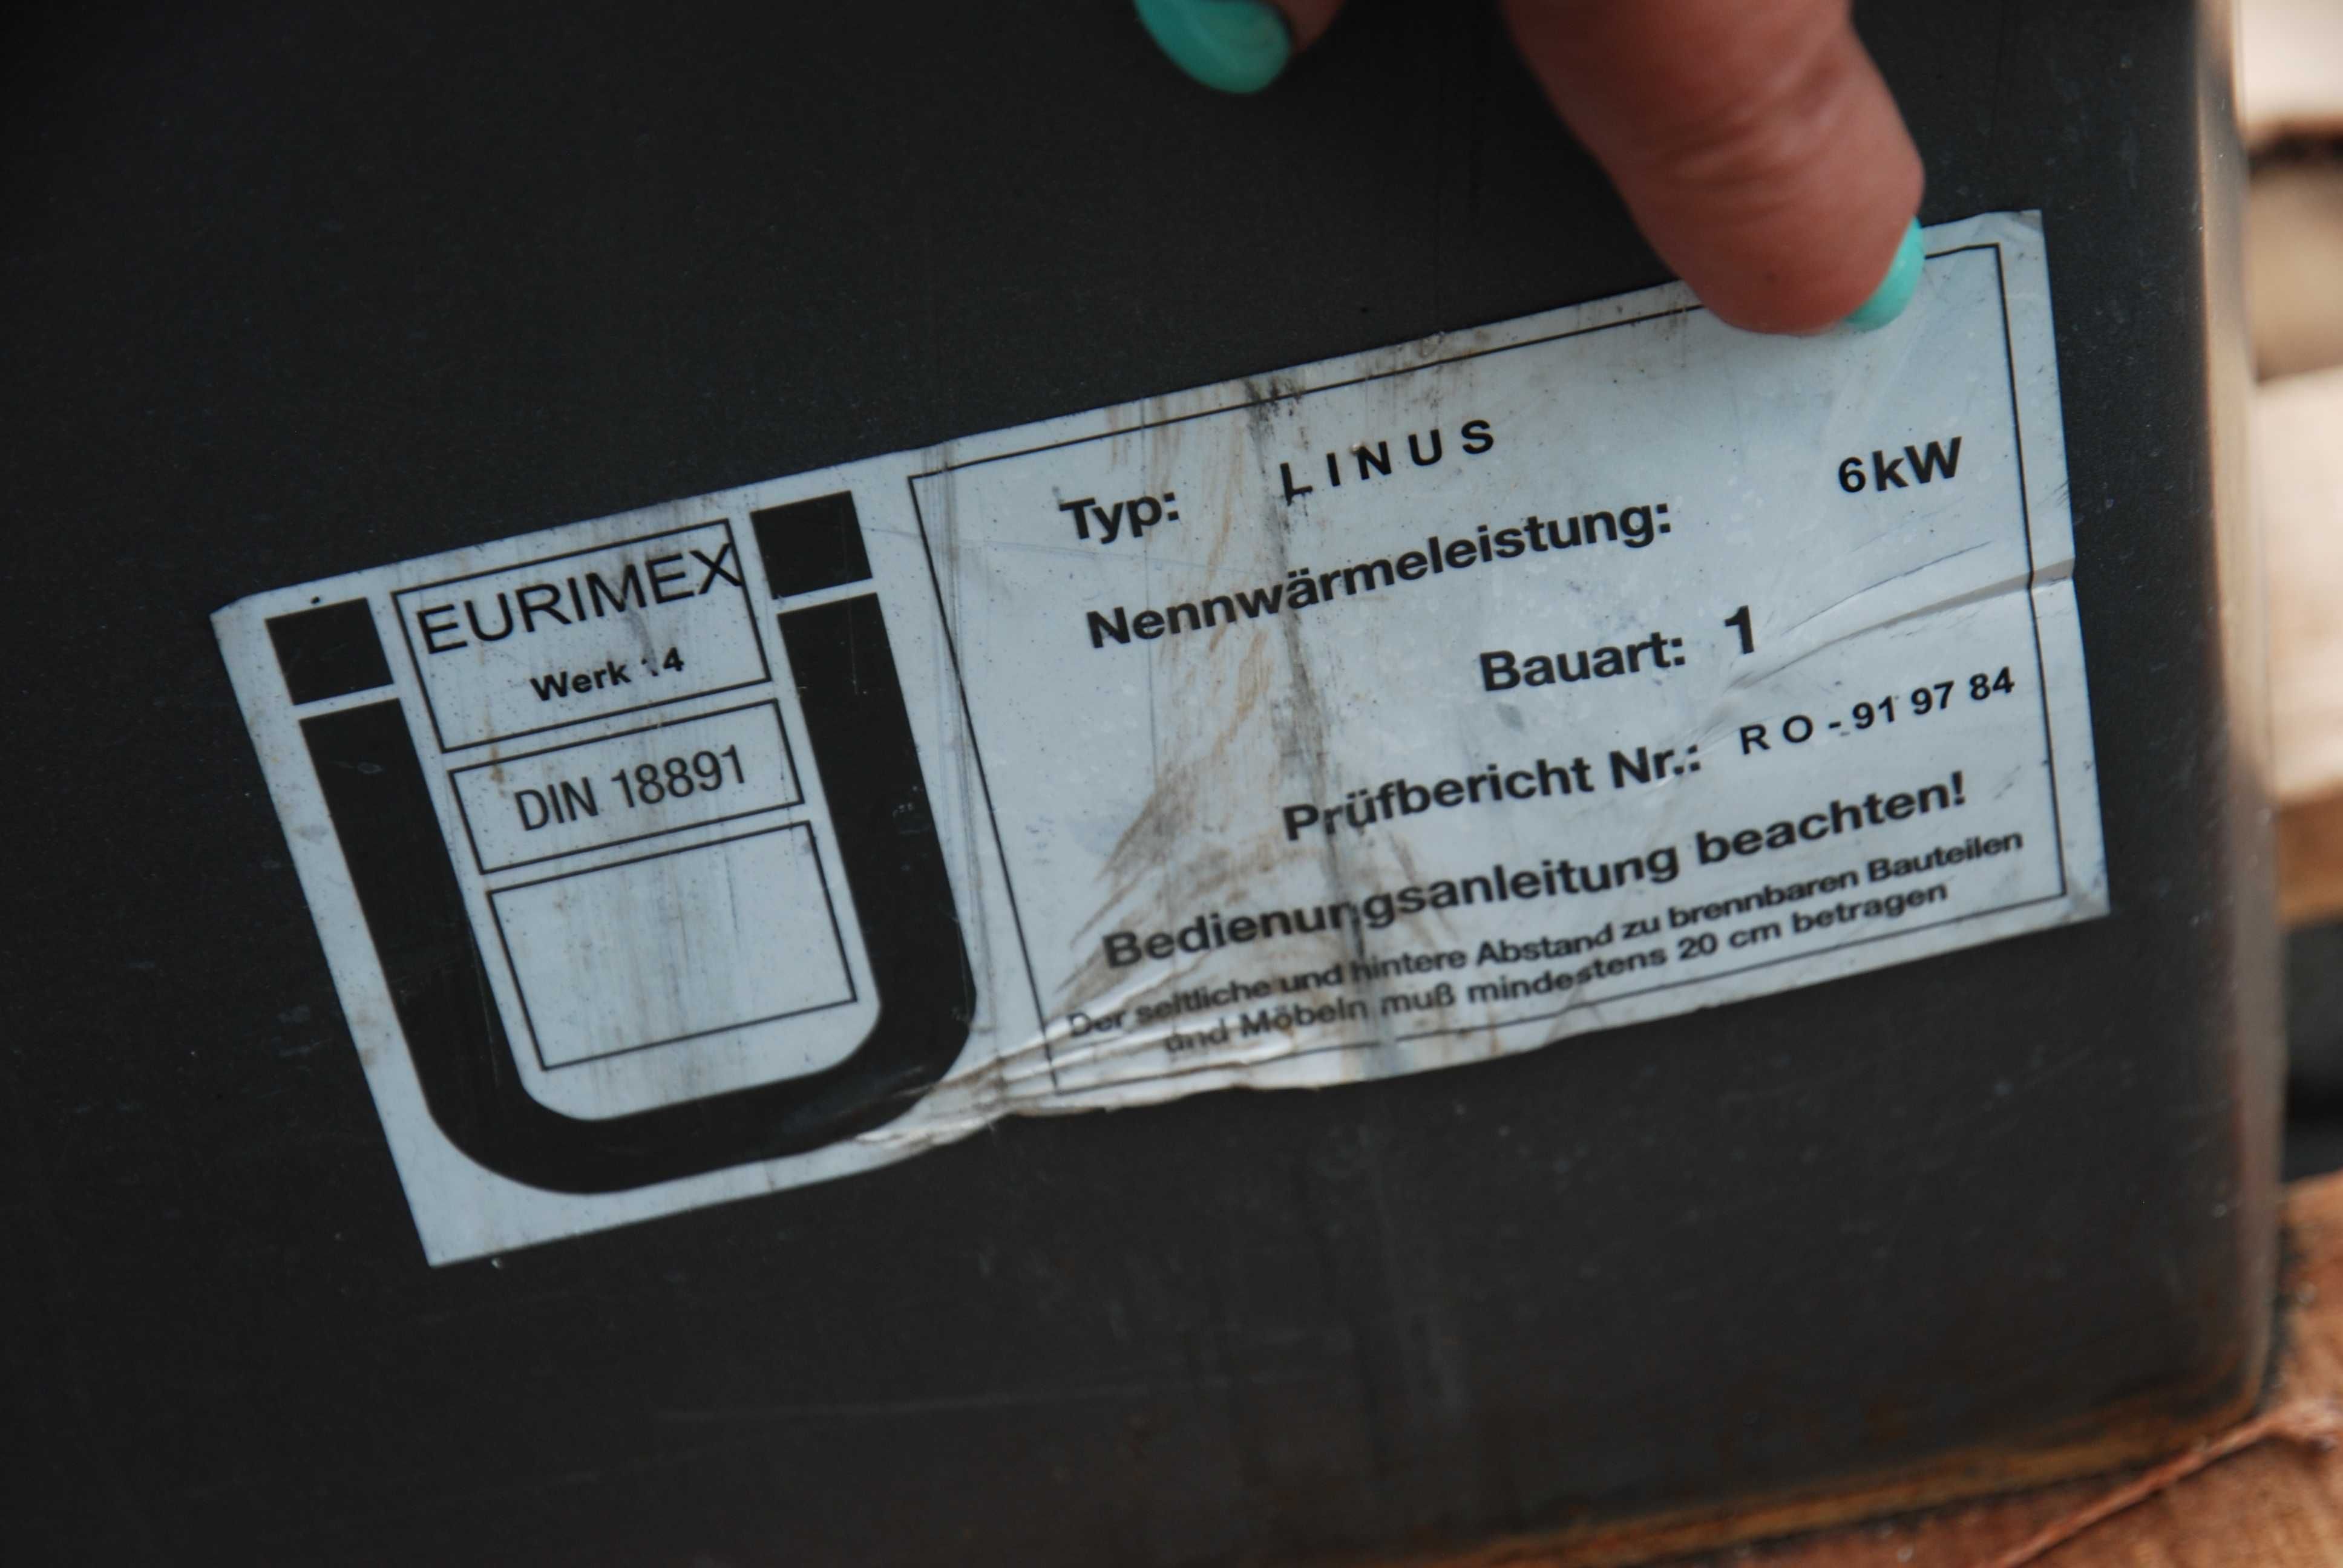 EURIMEX
Werk 14
DIN 18891
Typ: LINUS
Nennwärmeleistung: 6kW
Bauart: 1
Prüfbericht Nr.: RO-91 97 84
Bedienungsanleitung beachten!
Der seitliche und hintere Abstand zu brennbaren Bauteilen
und Möbeln muß mindestens 20 cm betragen